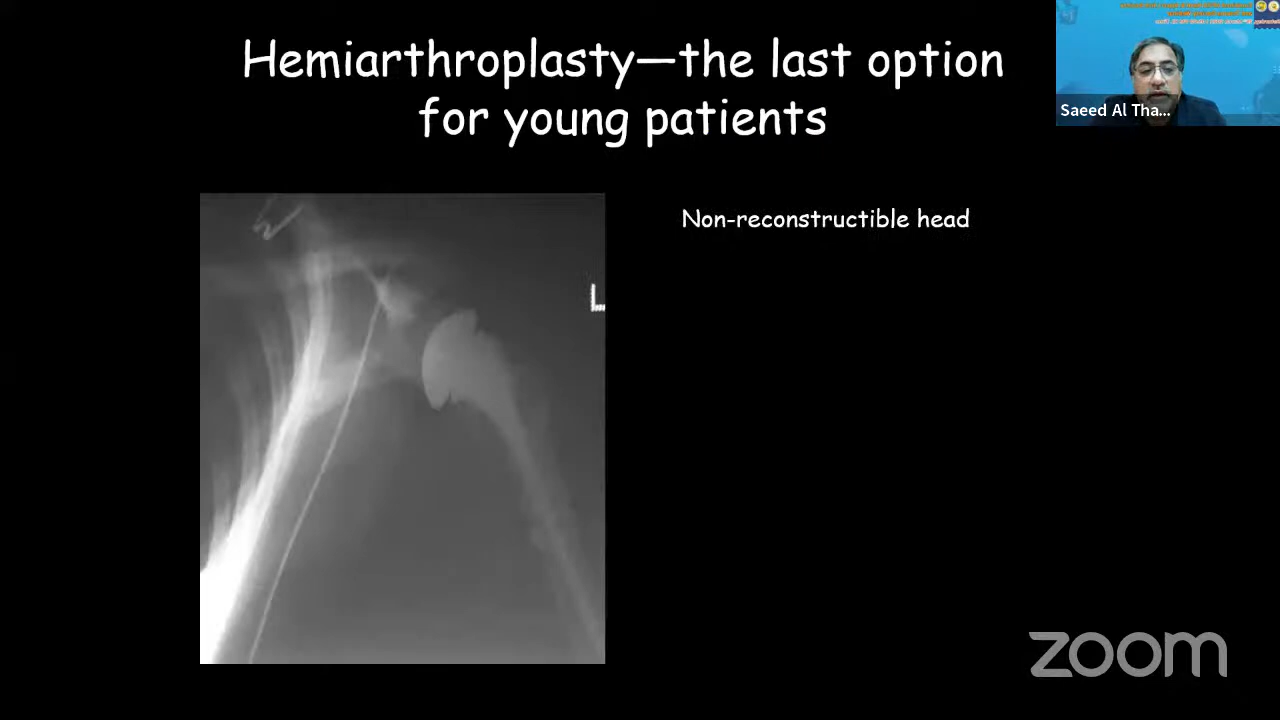 Hemiarthroplasty—the last option
for young patients
Saeed Al Tha...
Non-reconstructible head
L
zoom